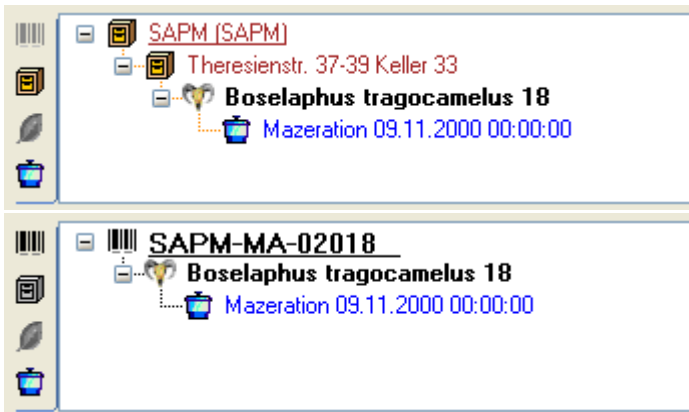 SAPM (SAPM)
Theresienstr. 37-39 Keller 33
Boselaphus tragocamelus 18
Mazeration 09.11.2000 00:00:00
SAPM-MA-02018
Boselaphus tragocamelus 18
Mazeration 09.11.2000 00:00:00